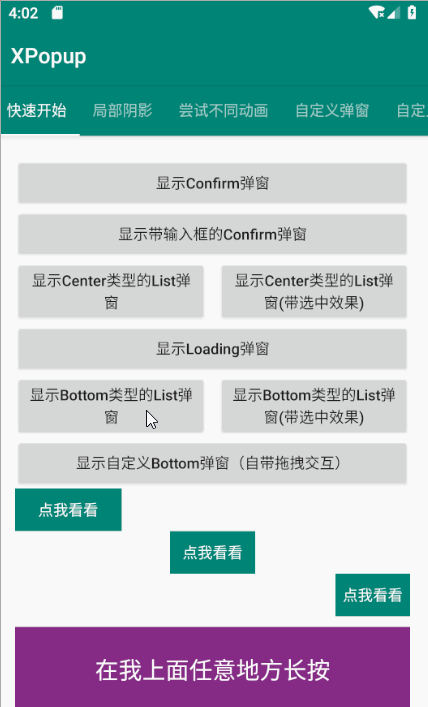 4:02
XPopup
快速开始 局部阴影 尝试不同动画 自定义弹窗 自定
显示Confirm弹窗
显示带输入框的Confirm弹窗
显示Center类型的List弹
窗
显示Center类型的List弹
窗(带选中效果)
显示Loading弹窗
显示Bottom类型的List弹
窗
显示Bottom类型的List弹
窗(带选中效果)
显示自定义Bottom弹窗（自带拖拽交互）
点我看看
点我看看
点我看看
在我上面任意地方长按